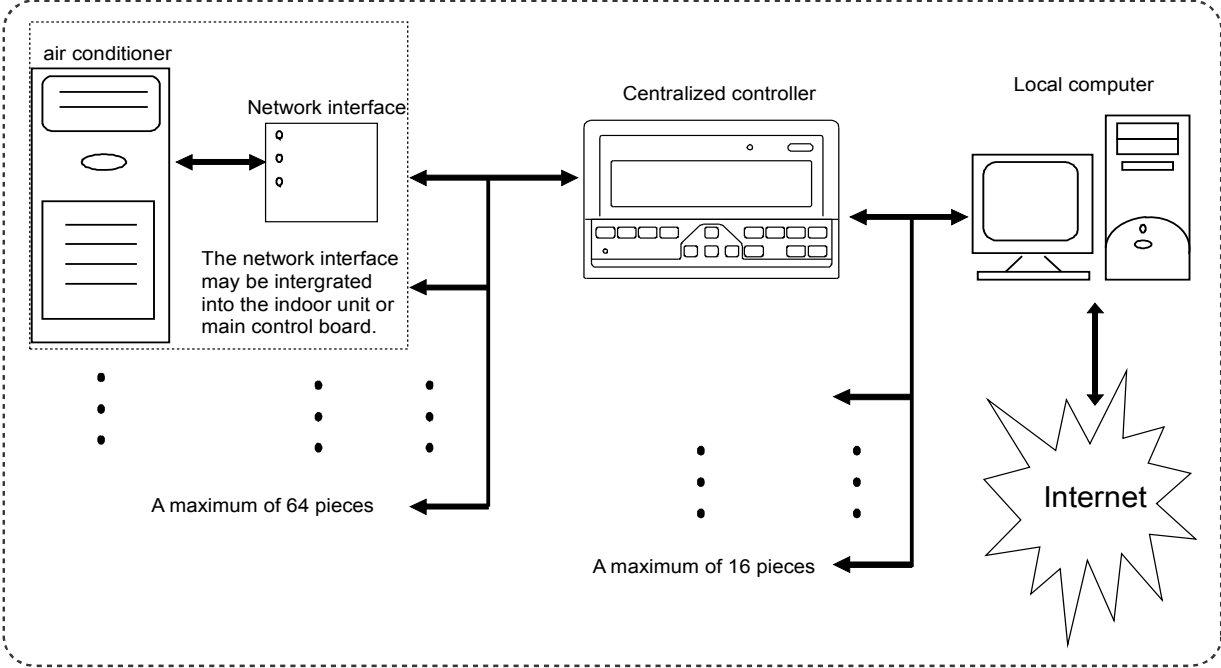 air conditioner
Network interface
The network interface
may be intergrated
into the indoor unit or
main control board.
A maximum of 64 pieces
Centralized controller
A maximum of 16 pieces
Local computer
Internet